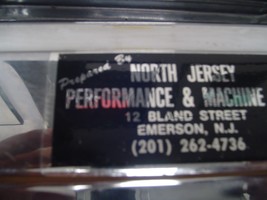 Prepared By
NORTH JERSEY
PERFORMANCE & MACHINE
12 BLAND STREET
EMERSON, N.J.
(201) 262-4736